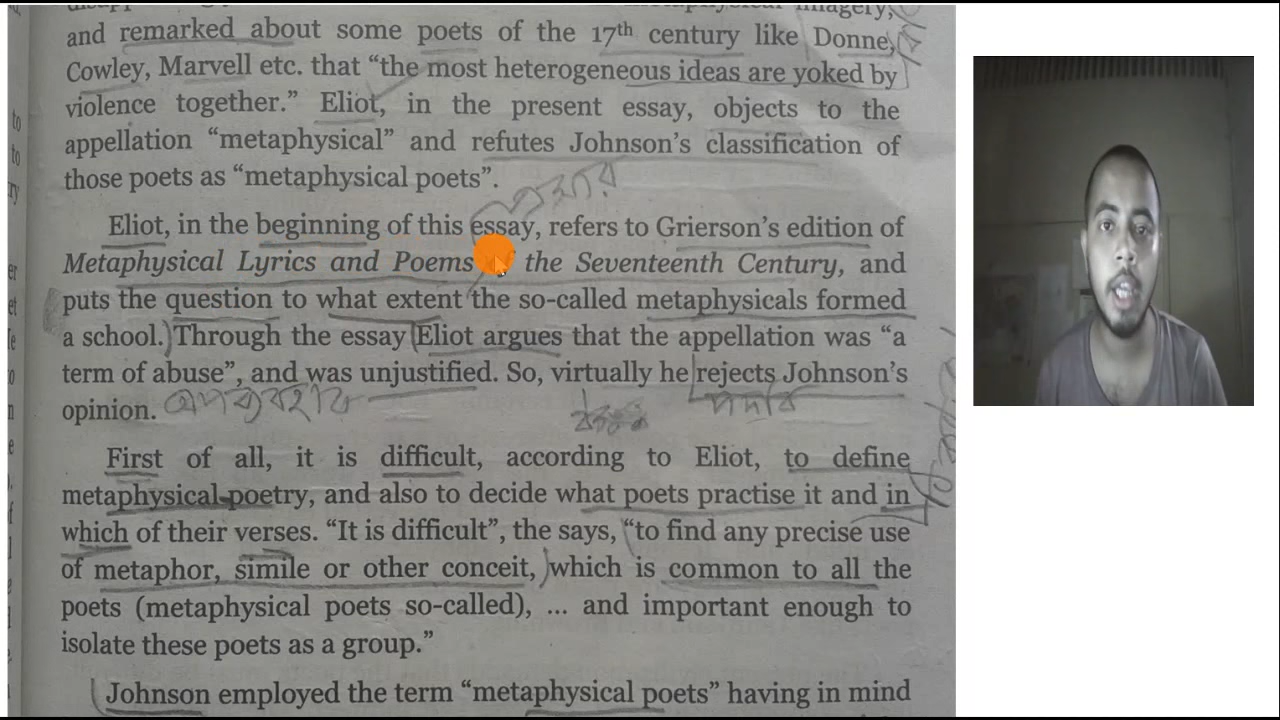 and remarked about some poets of the 17th century like Donne,
Cowley, Marvell etc. that “the most heterogeneous ideas are yoked by
violence together.” Eliot, in the present essay, objects to the
appellation “metaphysical” and refutes Johnson’s classification of
those poets as “metaphysical poets”.
Eliot, in the beginning of this essay, refers to Grierson’s edition of
Metaphysical Lyrics and Poems of the Seventeenth Century, and
puts the question to what extent the so-called metaphysicals formed
a school. Through the essay Eliot argues that the appellation was “a
term of abuse”, and was unjustified. So, virtually he rejects Johnson’s
opinion. অপব্যবহার
First of all, it is difficult, according to Eliot, to define
metaphysical poetry, and also to decide what poets practise it and in
which of their verses. “It is difficult”, the says, “to find any precise use
of metaphor, simile or other conceit, which is common to all the
poets (metaphysical poets so-called), ... and important enough to
isolate these poets as a group.”
Johnson employed the term “metaphysical poets” having in mind